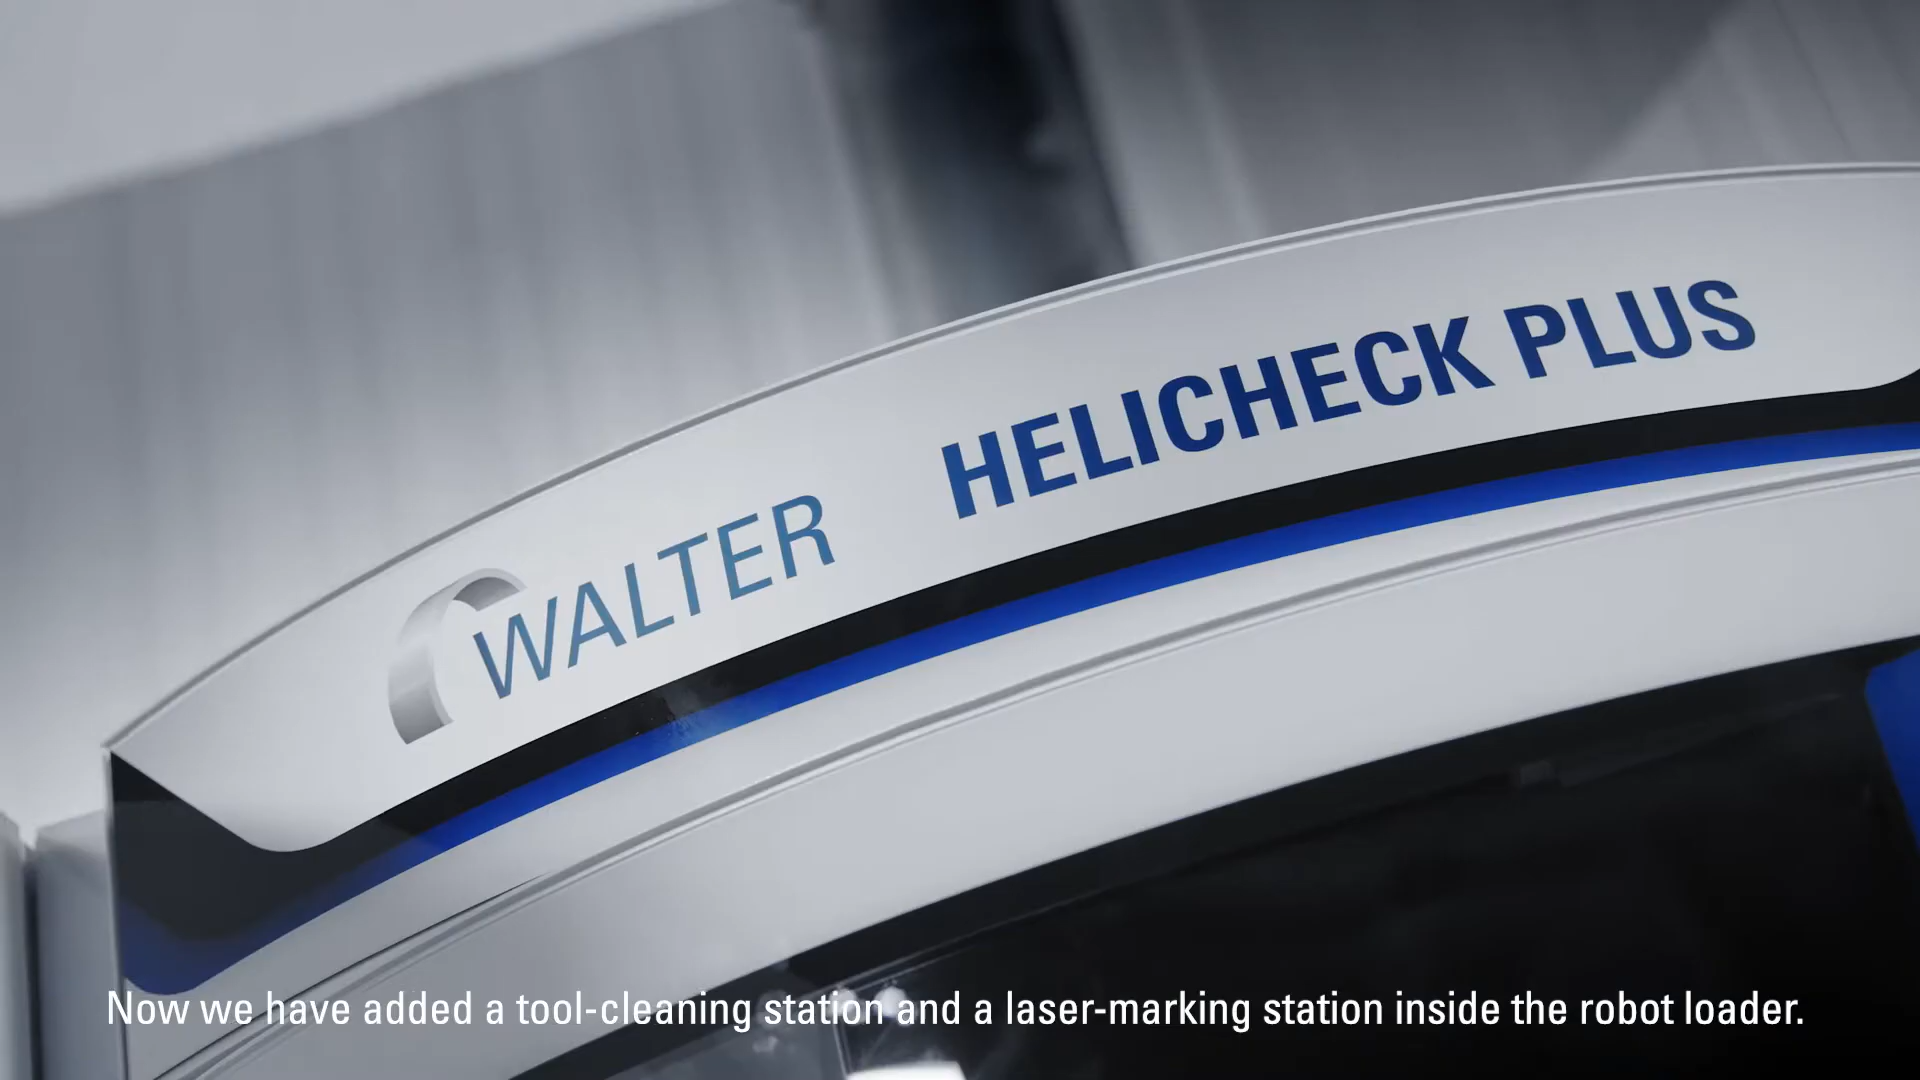 WALTER HELICHECK PLUS
Now we have added a tool-cleaning station and a laser-marking station inside the robot loader.